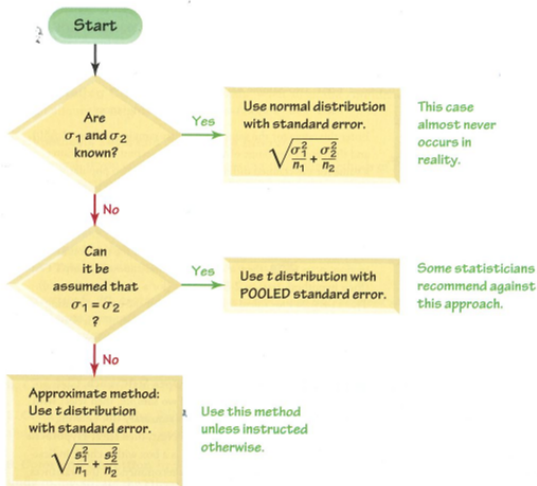 Start
Are
σ₁ and σ₂
known?
Yes
Use normal distribution
with standard error.
√(σ₁²/n₁ + σ₂²/n₂)
This case
almost never
occurs in
reality.
No
Can
it be
assumed that
σ₁ = σ₂
?
Yes
Use t distribution with
POOLED standard error.
Some statisticians
recommend against
this approach.
No
Approximate method:
Use t distribution
with standard error.
√(s₁²/n₁ + s₂²/n₂)
Use this method
unless instructed
otherwise.